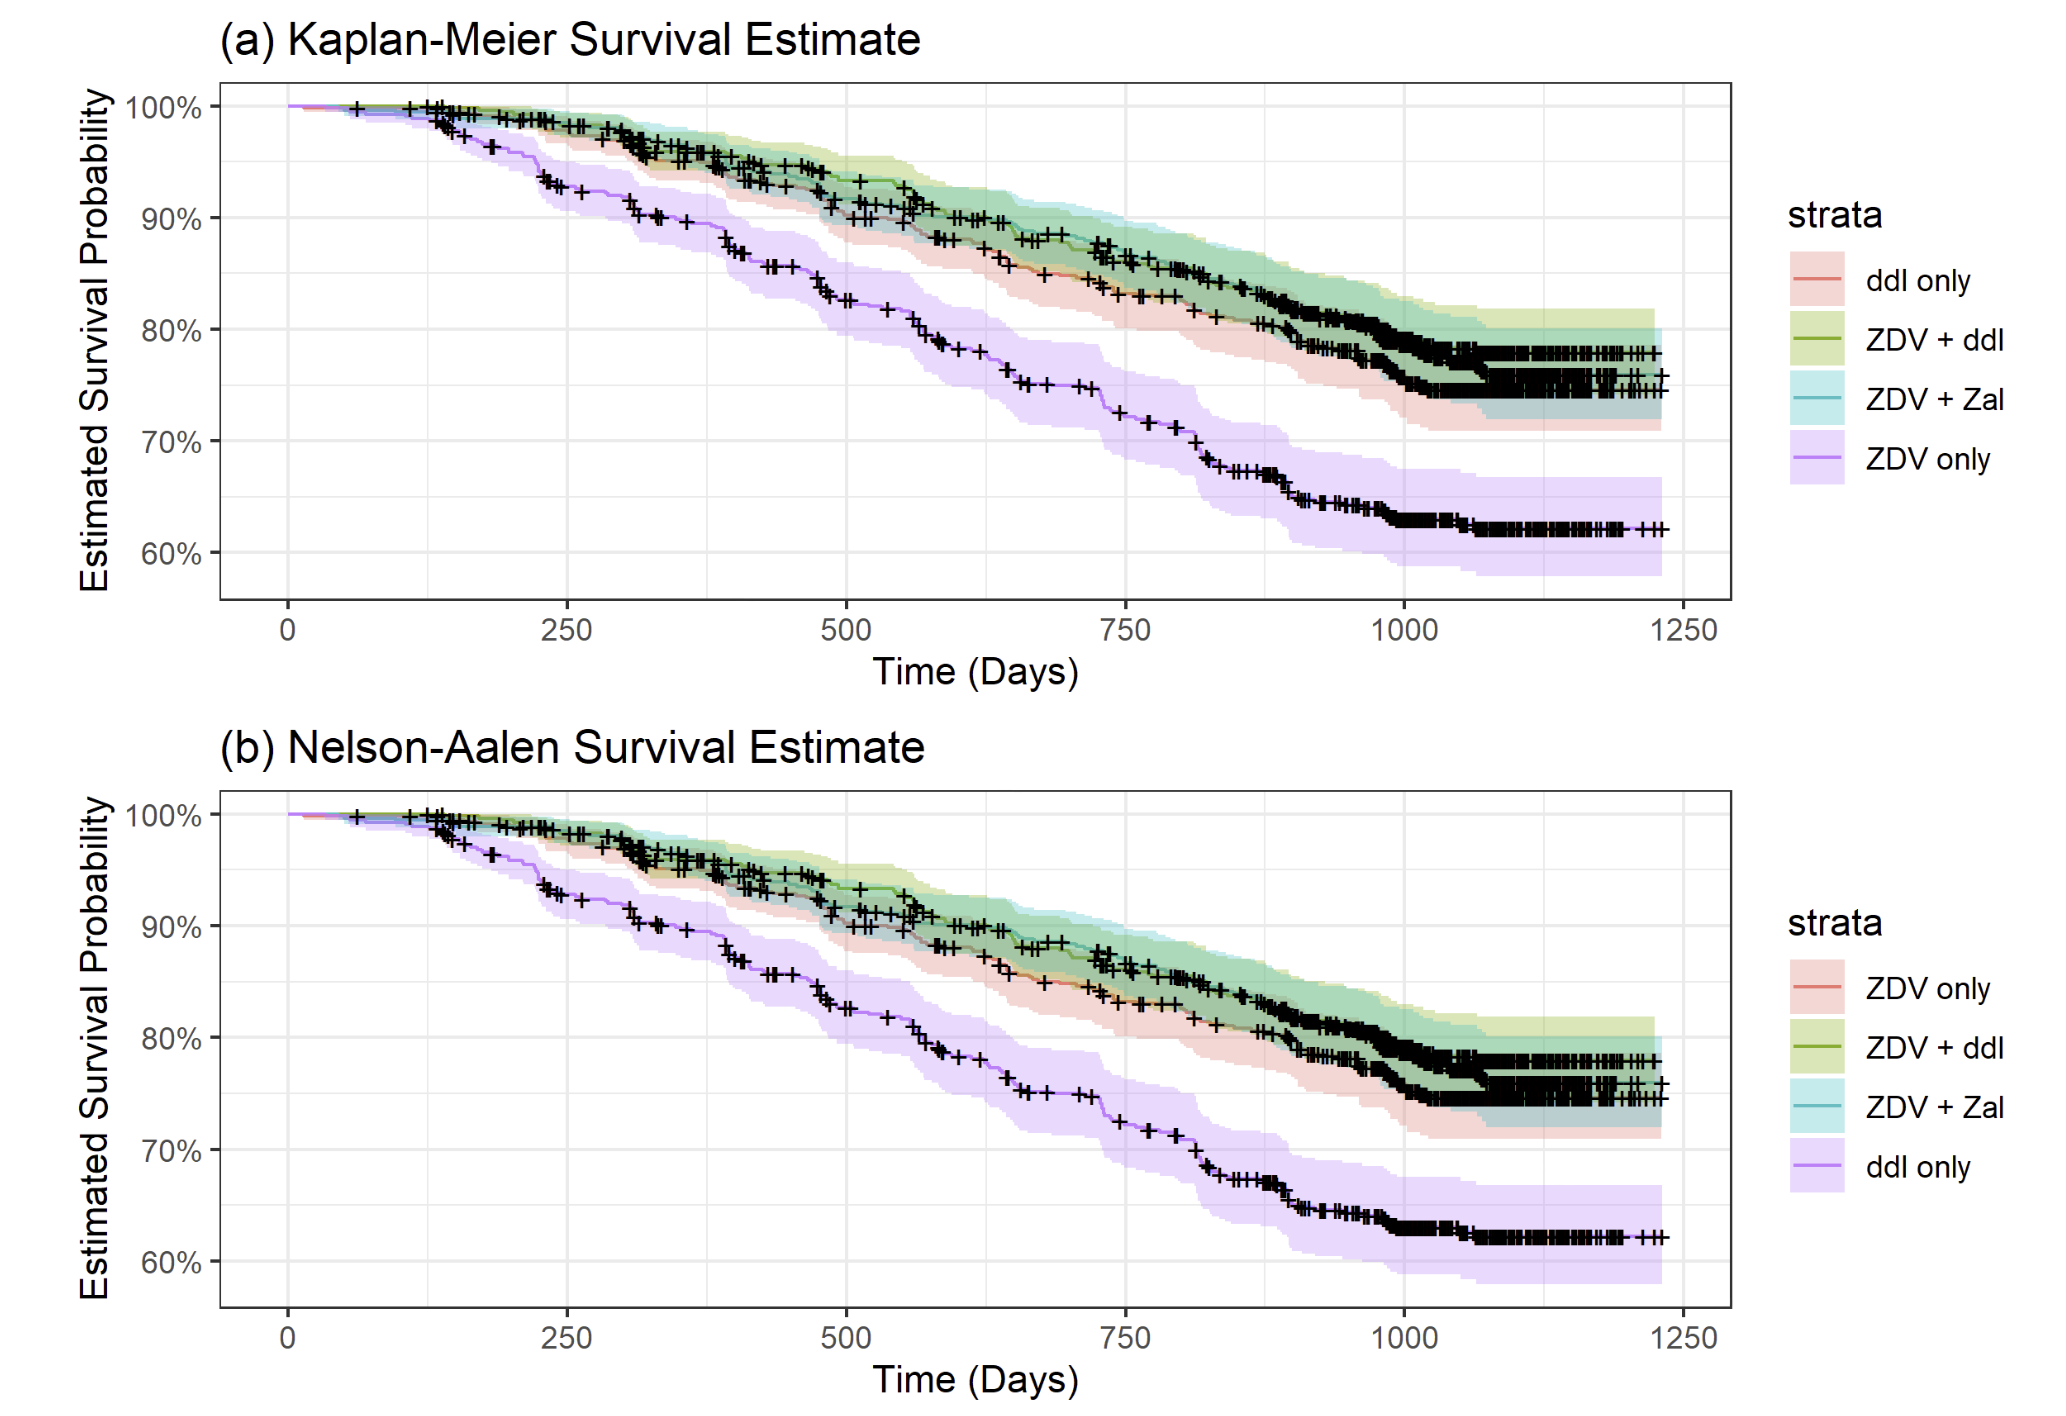 (a) Kaplan-Meier Survival Estimate
Estimated Survival Probability
100%
90%
80%
70%
60%
0 250 500 750 1000 1250
Time (Days)
strata
ddI only
ZDV + ddI
ZDV + Zal
ZDV only
(b) Nelson-Aalen Survival Estimate
Estimated Survival Probability
100%
90%
80%
70%
60%
0 250 500 750 1000 1250
Time (Days)
strata
ZDV only
ZDV + ddI
ZDV + Zal
ddI only